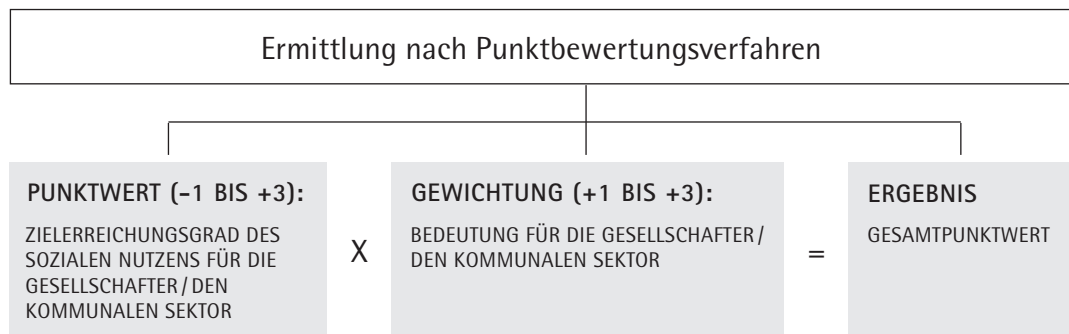 Ermittlung nach Punktbewertungsverfahren
PUNKTWERT (-1 BIS +3):
ZIELERREICHUNGSGRAD DES
SOZIALEN NUTZENS FÜR DIE
GESELLSCHAFTER / DEN
KOMMUNALEN SEKTOR
X
GEWICHTUNG (+1 BIS +3):
BEDEUTUNG FÜR DIE GESELLSCHAFTER /
DEN KOMMUNALEN SEKTOR
=
ERGEBNIS
GESAMTPUNKTWERT